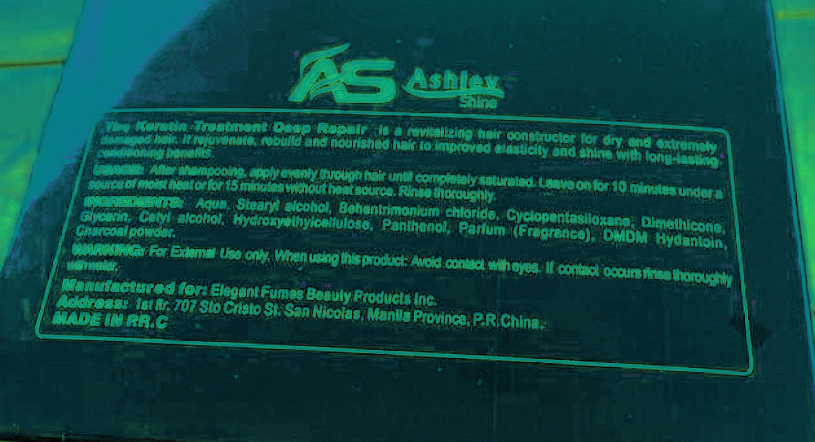 AS Ashley
Shine
The Keratin Treatment Deep Repair is a revitalizing hair constructor for dry and extremely
damaged hair. If rejuvenate, rebuild and nourished hair to improved elasticity and shine with long-lasting
conditioning benefits.
USAGE: After shampooing, apply evenly through hair until completely saturated. Leave on for 10 minutes under a
source of moist heat or for 15 minutes without heat source. Rinse thoroughly.
INGREDIENTS: Aqua, Stearyl alcohol, Behentrimonium chloride, Cyclopentasiloxane, Dimethicone,
Glycerin, Cetyl alcohol, Hydroxyethylcellulose, Panthenol, Parfum (Fragrance), DMDM Hydantoin,
Charcoal powder.
WARNING: For External Use only, When using this product: Avoid contact with eyes. If contact occurs rinse thoroughly
with water.
Manufactured for: Elegant Fumes Beauty Products Inc.
Address: 1st flr. 707 Sto Cristo St. San Nicolas, Manila Province, P.R.China.
MADE IN P.R.C